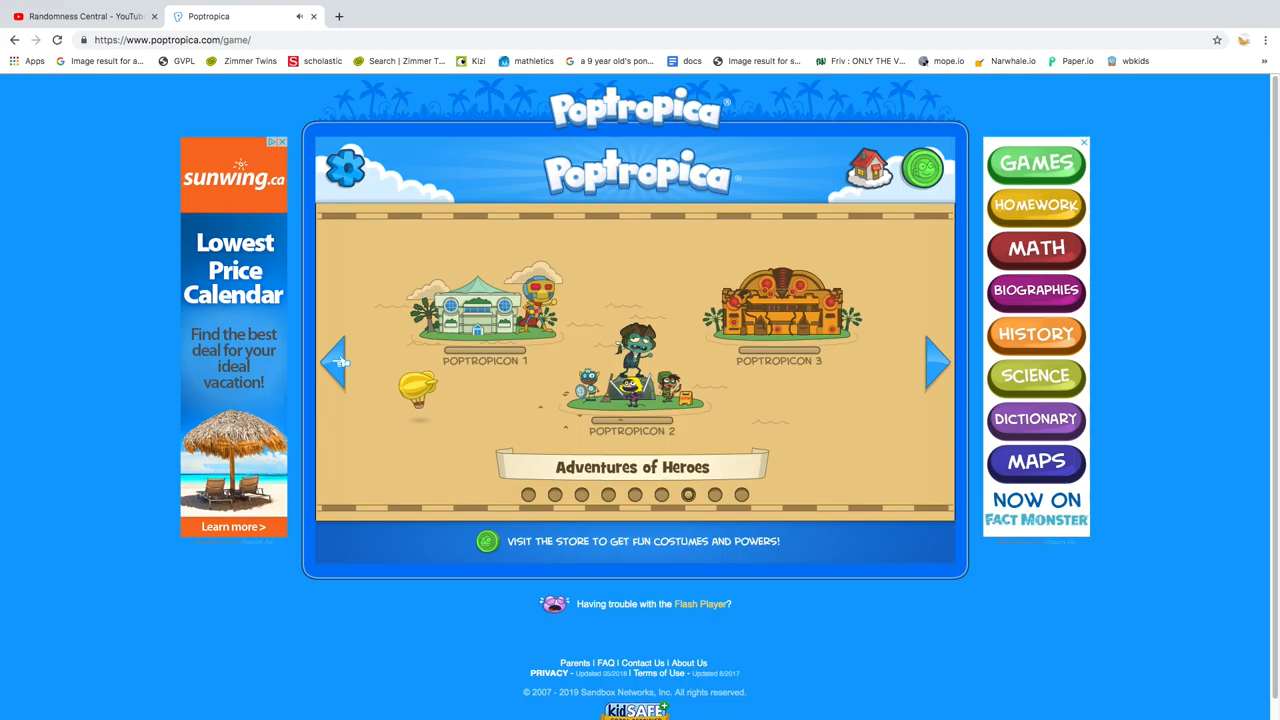 Randomness Central - YouTub
Poptropica
https://www.poptropica.com/game/
Apps
Image result for a...
GVPL
Zimmer Twins
scholastic
Search | Zimmer T...
Kizi
mathletics
a 9 year old's pon...
docs
Image result for s...
Friv : ONLY THE V...
mope.io
Narwhale.io
Paper.io
wbkids
Poptropica®
Poptropica
sunwing.ca
Lowest
Price
Calendar
Find the best
deal for your
ideal
vacation!
Learn more >
POPTROPICON 1
POPTROPICON 3
POPTROPICON 2
Adventures of Heroes
VISIT THE STORE TO GET FUN COSTUMES AND POWERS!
GAMES
HOMEWORK
MATH
BIOGRAPHIES
HISTORY
SCIENCE
DICTIONARY
MAPS
NOW ON
FACT MONSTER
Having trouble with the Flash Player?
Parents | FAQ | Contact Us | About Us
PRIVACY - Updated 05/2018 | Terms of Use - Updated 8/2017
© 2007 - 2019 Sandbox Networks, Inc. All rights reserved.
kidSAFE